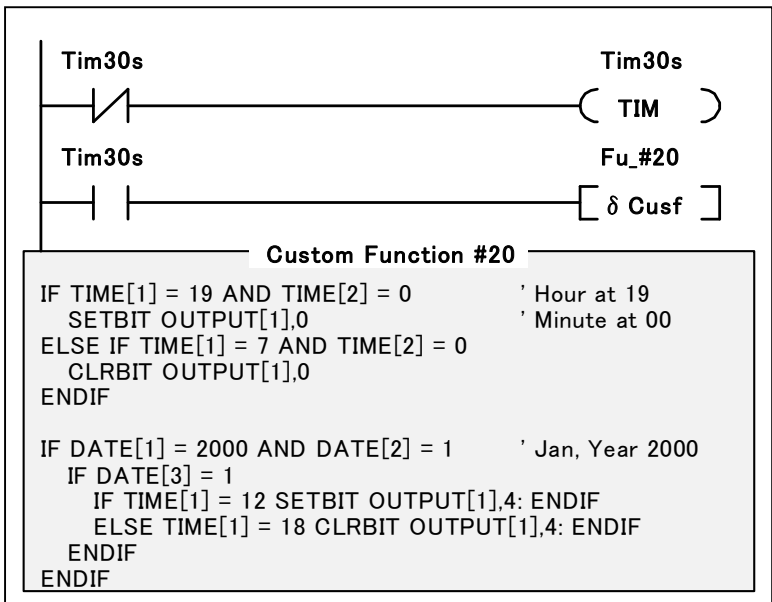 Tim30s Tim30s
TIM
Tim30s Fu_#20
δ Cusf
Custom Function #20
IF TIME[1] = 19 AND TIME[2] = 0 ' Hour at 19
SETBIT OUTPUT[1],0 ' Minute at 00
ELSE IF TIME[1] = 7 AND TIME[2] = 0
CLRBIT OUTPUT[1],0
ENDIF
IF DATE[1] = 2000 AND DATE[2] = 1 ' Jan, Year 2000
IF DATE[3] = 1
IF TIME[1] = 12 SETBIT OUTPUT[1],4: ENDIF
ELSE TIME[1] = 18 CLRBIT OUTPUT[1],4: ENDIF
ENDIF
ENDIF